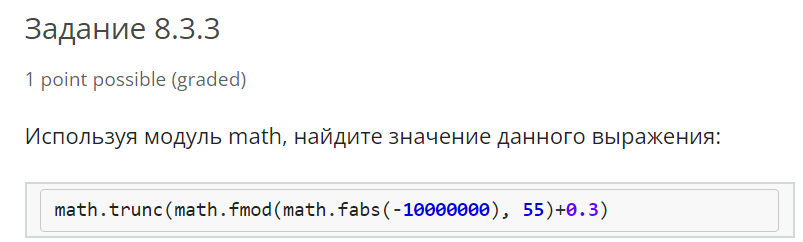 Задание 8.3.3
1 point possible (graded)
Используя модуль math, найдите значение данного выражения:
math.trunc(math.fmod(math.fabs(-10000000), 55)+0.3)